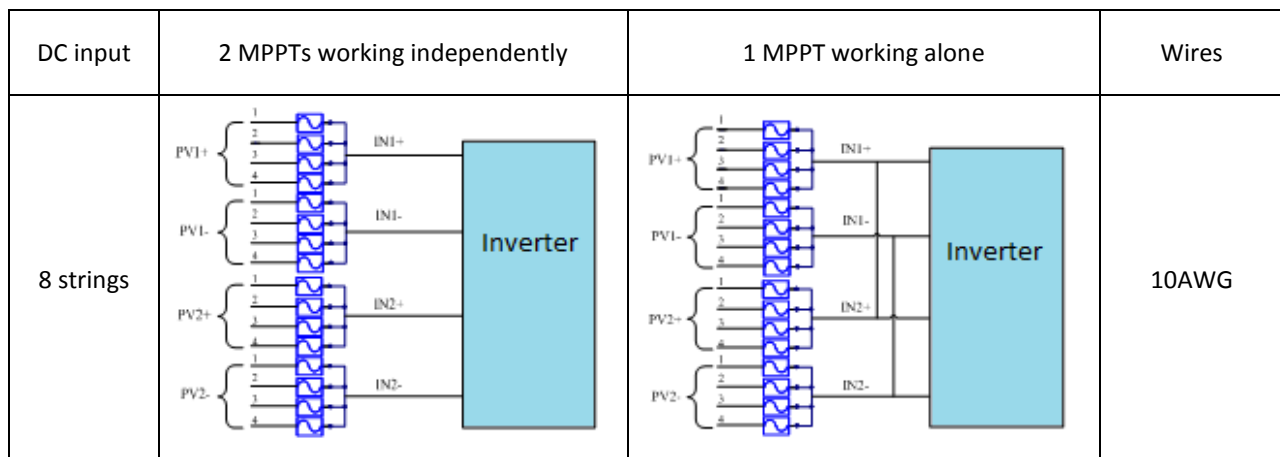 DC input
2 MPPTs working independently
1 MPPT working alone
Wires
8 strings
PV1+
1
2
3
4
IN1+
PV1-
1
2
3
4
IN1-
PV2+
1
2
3
4
IN2+
PV2-
1
2
3
4
IN2-
Inverter
PV1+
1
2
3
4
IN1+
PV1-
1
2
3
4
IN1-
PV2+
1
2
3
4
IN2+
PV2-
1
2
3
4
IN2-
Inverter
10AWG